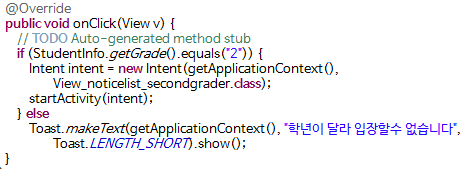 @Override
public void onClick(View v) {
// TODO Auto-generated method stub
if (StudentInfo.getGrade().equals("2")) {
Intent intent = new Intent(getApplicationContext(),
View_noticelist_secondgrader.class);
startActivity(intent);
} else
Toast.makeText(getApplicationContext(), "학년이 달라 입장할수 없습니다",
Toast.LENGTH_SHORT).show();
}